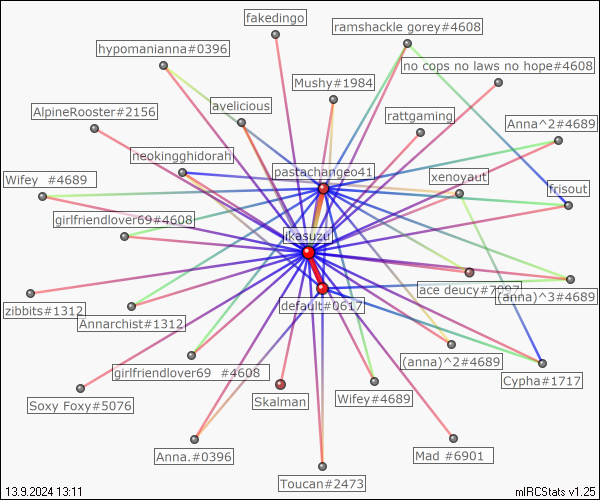 fakedingo
ramshackle gorey#4608
hypomanianna#0396
no cops no laws no hope#4608
Mushy#1984
AlpineRooster#2156
avelicious
rattgaming
Anna^2#4689
neokingghidorah
pastachangeo41
xenoyaut
Wifey #4689
frisout
girlfriendlover69#4608
ikasuzu
ace deucy#7097
(anna)^3#4689
default#0617
zibbits#1312
Annarchist#1312
(anna)^2#4689
girlfriendlover69 #4608
Cypha#1717
Skalman
Wifey#4689
Soxy Foxy#5076
Anna.#0396
Mad #6901
Toucan#2473
13.9.2024 13:11
mIRCStats v1.25